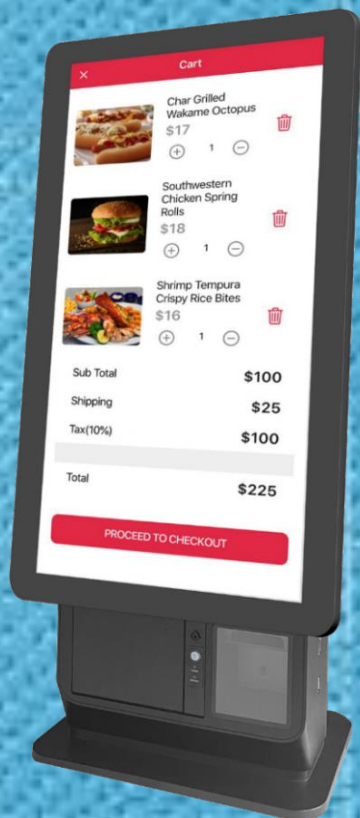 Cart
Char Grilled
Wakame Octopus
$17
1
Southwestern
Chicken Spring
Rolls
$18
1
Shrimp Tempura
Crispy Rice Bites
$16
1
Sub Total $100
Shipping $25
Tax(10%) $100
Total $225
PROCEED TO CHECKOUT